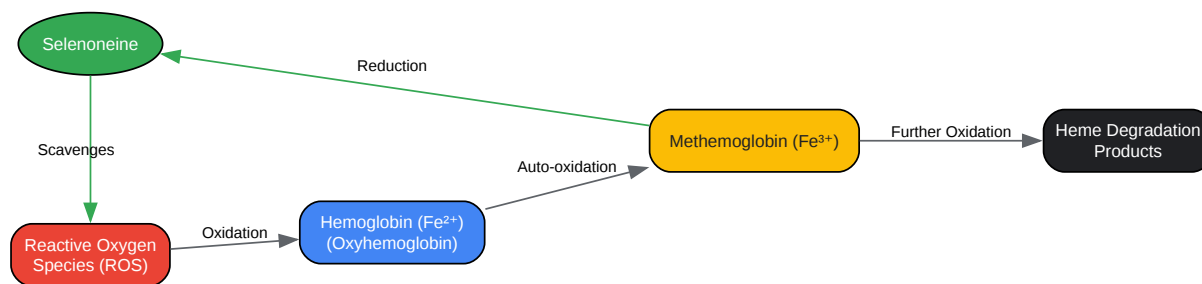 Selenoneine
Reduction
Scavenges
Reactive Oxygen
Species (ROS)
Oxidation
Hemoglobin (Fe²⁺)
(Oxyhemoglobin)
Auto-oxidation
Methemoglobin (Fe³⁺)
Further Oxidation
Heme Degradation
Products